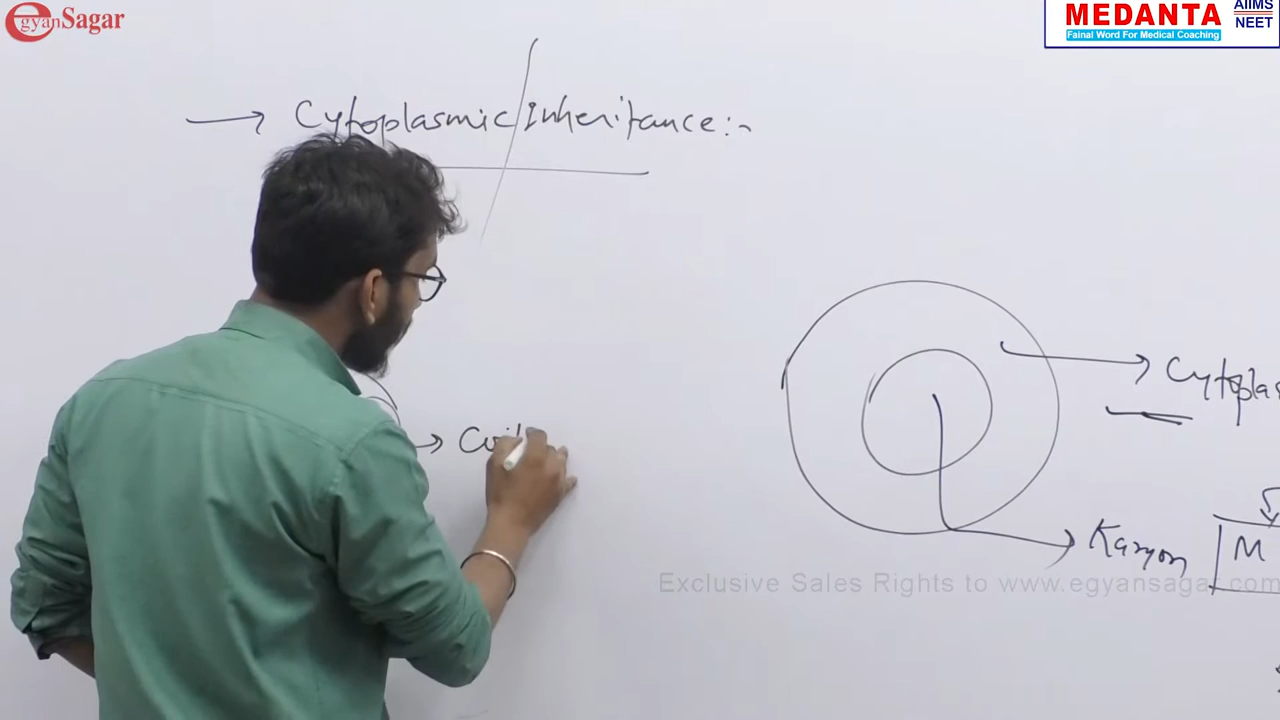 egyanSagar
MEDANTA
AIIMS
NEET
Fainal Word For Medical Coaching
→ Cytoplasmic/Inheritance:-
→ Cytoplas
→
→ Karyon
M
Exclusive Sales Rights to www.egyansagar.com